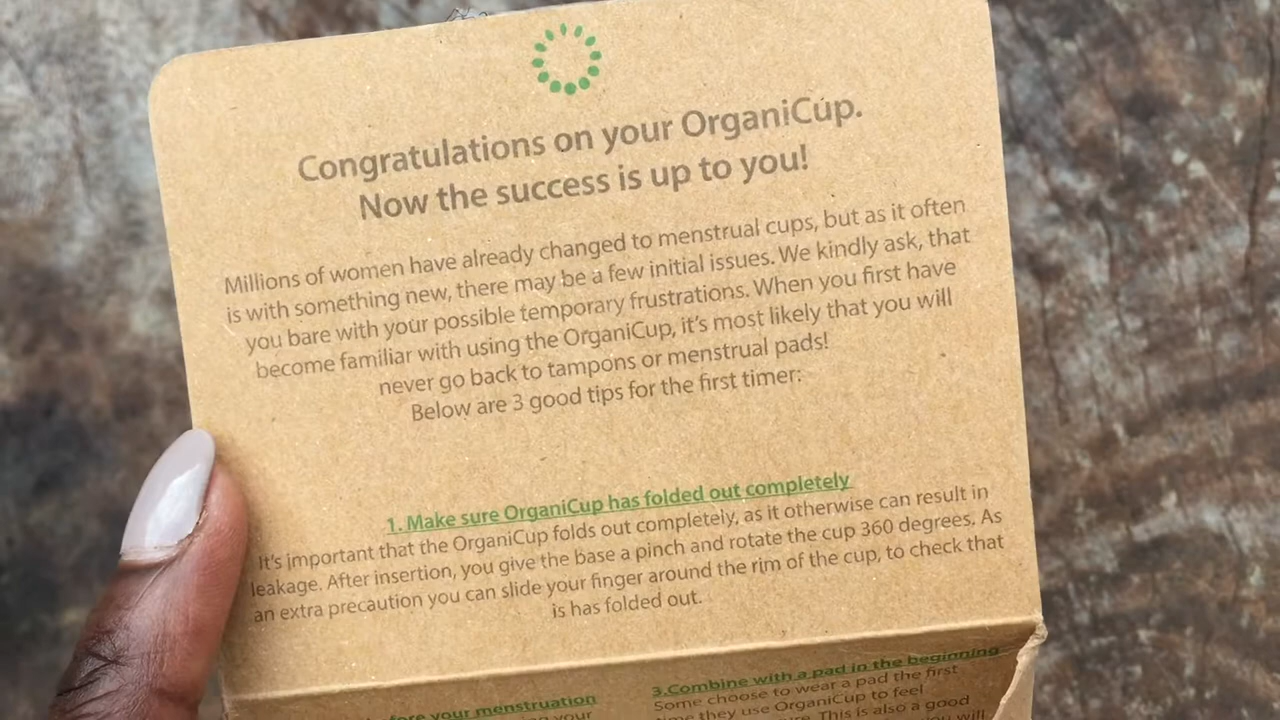 Congratulations on your OrganiCup.
Now the success is up to you!
Millions of women have already changed to menstrual cups, but as it often
is with something new, there may be a few initial issues. We kindly ask, that
you bare with your possible temporary frustrations. When you first have
become familiar with using the OrganiCup, it's most likely that you will
never go back to tampons or menstrual pads!
Below are 3 good tips for the first timer:
1. Make sure OrganiCup has folded out completely
It's important that the OrganiCup folds out completely, as it otherwise can result in
leakage. After insertion, you give the base a pinch and rotate the cup 360 degrees. As
an extra precaution you can slide your finger around the rim of the cup, to check that
is has folded out.
your menstruation
your
3.Combine with a pad in the beginning
Some choose to wear a pad the first
they use OrganiCup to feel
This is also a good
will